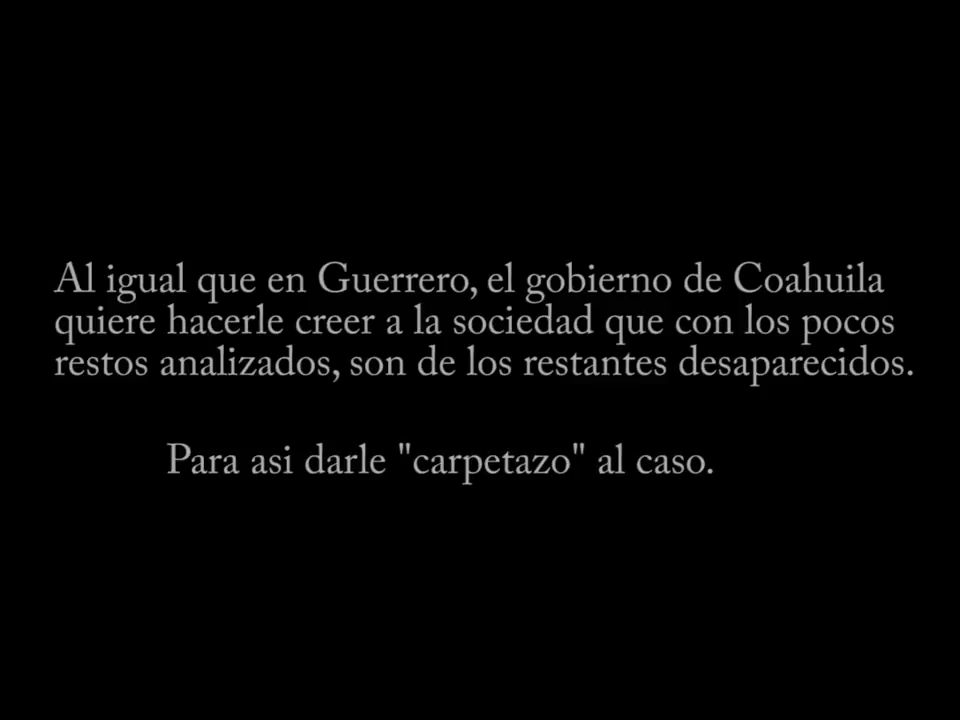 Al igual que en Guerrero, el gobierno de Coahuila
quiere hacerle creer a la sociedad que con los pocos
restos analizados, son de los restantes desaparecidos.
Para asi darle "carpetazo" al caso.